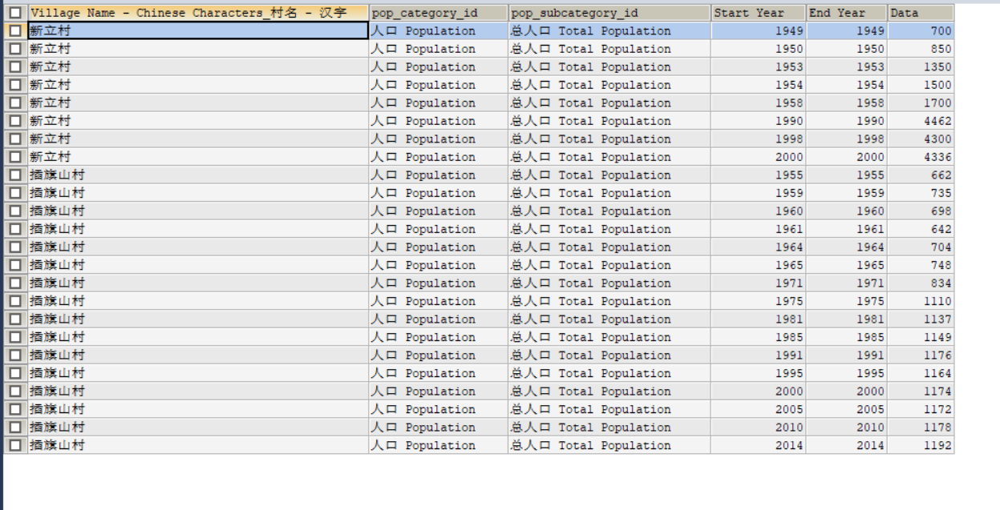 Village Name - Chinese Characters_村名 - 汉字 pop_category_id pop_subcategory_id Start Year End Year Data
新立村 人口 Population 总人口 Total Population 1949 1949 700
新立村 人口 Population 总人口 Total Population 1950 1950 850
新立村 人口 Population 总人口 Total Population 1953 1953 1350
新立村 人口 Population 总人口 Total Population 1954 1954 1500
新立村 人口 Population 总人口 Total Population 1958 1958 1700
新立村 人口 Population 总人口 Total Population 1990 1990 4462
新立村 人口 Population 总人口 Total Population 1998 1998 4300
新立村 人口 Population 总人口 Total Population 2000 2000 4336
插旗山村 人口 Population 总人口 Total Population 1955 1955 662
插旗山村 人口 Population 总人口 Total Population 1959 1959 735
插旗山村 人口 Population 总人口 Total Population 1960 1960 698
插旗山村 人口 Population 总人口 Total Population 1961 1961 642
插旗山村 人口 Population 总人口 Total Population 1964 1964 704
插旗山村 人口 Population 总人口 Total Population 1965 1965 748
插旗山村 人口 Population 总人口 Total Population 1971 1971 834
插旗山村 人口 Population 总人口 Total Population 1975 1975 1110
插旗山村 人口 Population 总人口 Total Population 1981 1981 1137
插旗山村 人口 Population 总人口 Total Population 1985 1985 1149
插旗山村 人口 Population 总人口 Total Population 1991 1991 1176
插旗山村 人口 Population 总人口 Total Population 1995 1995 1164
插旗山村 人口 Population 总人口 Total Population 2000 2000 1174
插旗山村 人口 Population 总人口 Total Population 2005 2005 1172
插旗山村 人口 Population 总人口 Total Population 2010 2010 1178
插旗山村 人口 Population 总人口 Total Population 2014 2014 1192